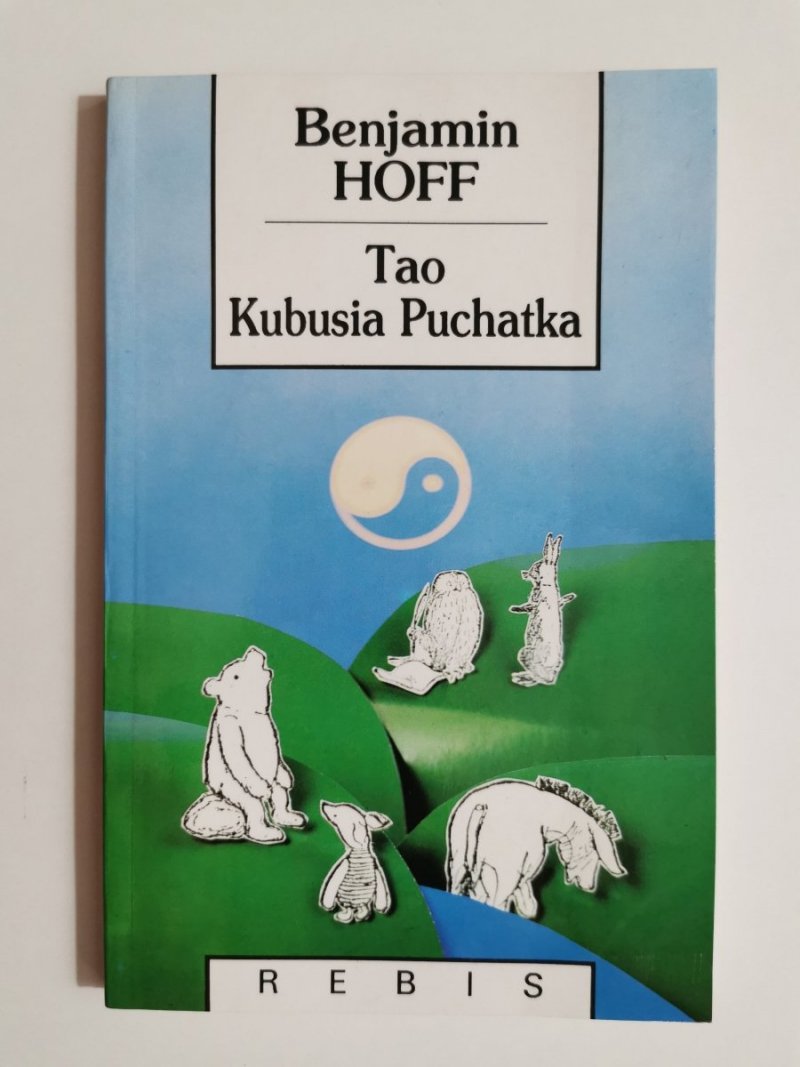 Benjamin
HOFF
Tao
Kubusia Puchatka
REBIS